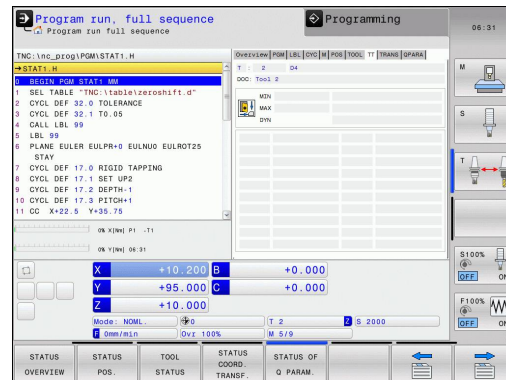 Program run, full sequence
Program run full sequence
Programming
06:31
TNC:\nc_prog\PGM\STAT1.H
→STAT1.H
0 BEGIN PGM STAT1 MM
1 SEL TABLE "TNC:\table\zeroshift.d"
2 CYCL DEF 32.0 TOLERANCE
3 CYCL DEF 32.1 T0.05
4 CALL LBL 99
5 LBL 99
6 PLANE EULER EULPR+0 EULNU0 EULROT25
STAY
7 CYCL DEF 17.0 RIGID TAPPING
8 CYCL DEF 17.1 SET UP2
9 CYCL DEF 17.2 DEPTH-1
10 CYCL DEF 17.3 PITCH+1
11 CC X+22.5 Y+35.75
Overview PGM LBL CYC M POS TOOL TT TRANS QPARA
T : 2 D4
DOC: Tool 2
MIN
MAX
DYN
0% X[Nm] P1 -T1
0% Y[Nm] 06:31
X +10.200 B +0.000
Y +95.000 C +0.000
Z +10.000
Mode: NOML. 0 T 2 Z S 2000
F 0mm/min Ovr 100% M 5/9
M
S
T
S100%
OFF ON
F100%
OFF ON
STATUS OVERVIEW
STATUS POS.
TOOL STATUS
STATUS COORD. TRANSF.
STATUS OF Q PARAM.